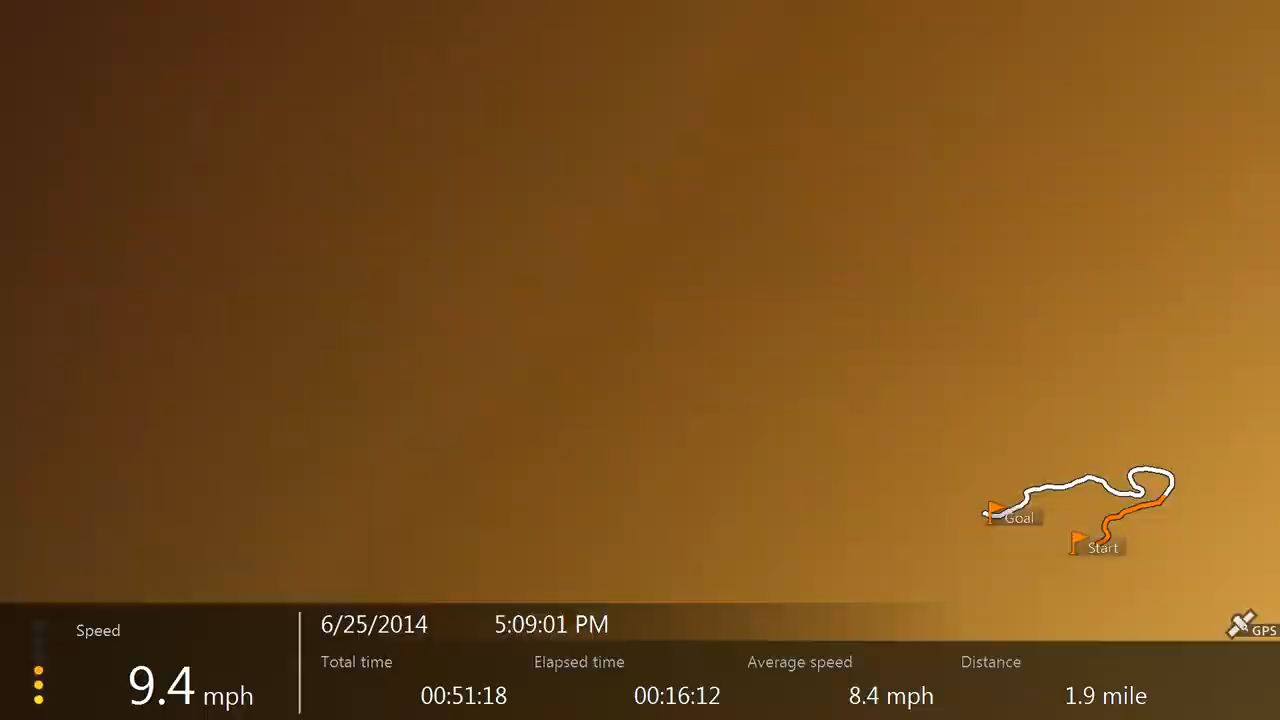 Goal
Start
GPS
Speed
9.4 mph
6/25/2014 5:09:01 PM
Total time Elapsed time Average speed Distance
00:51:18 00:16:12 8.4 mph 1.9 mile